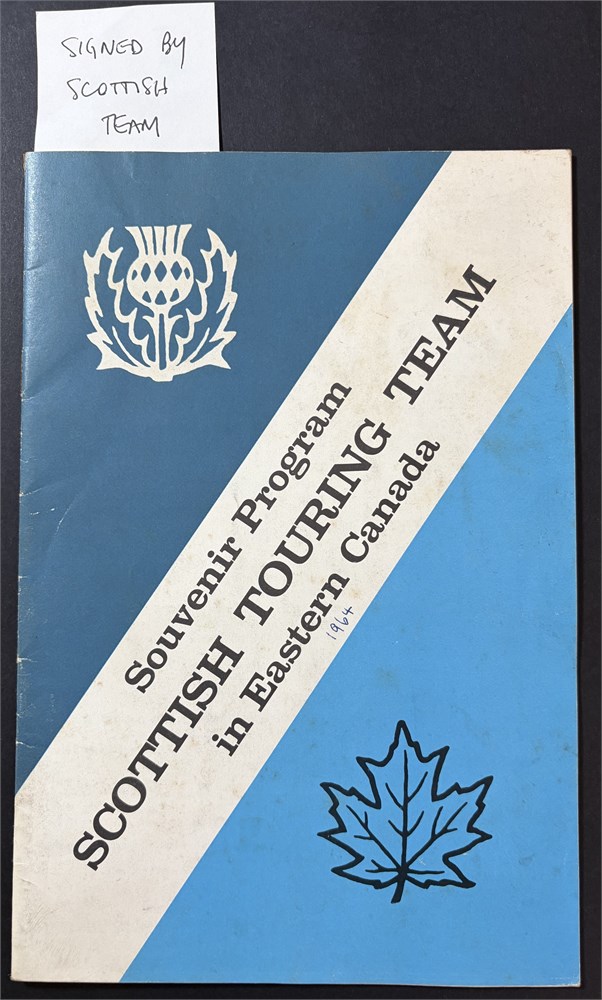 SIGNED BY
SCOTTISH
TEAM
Souvenir Program
SCOTTISH TOURING TEAM
in Eastern Canada
1964